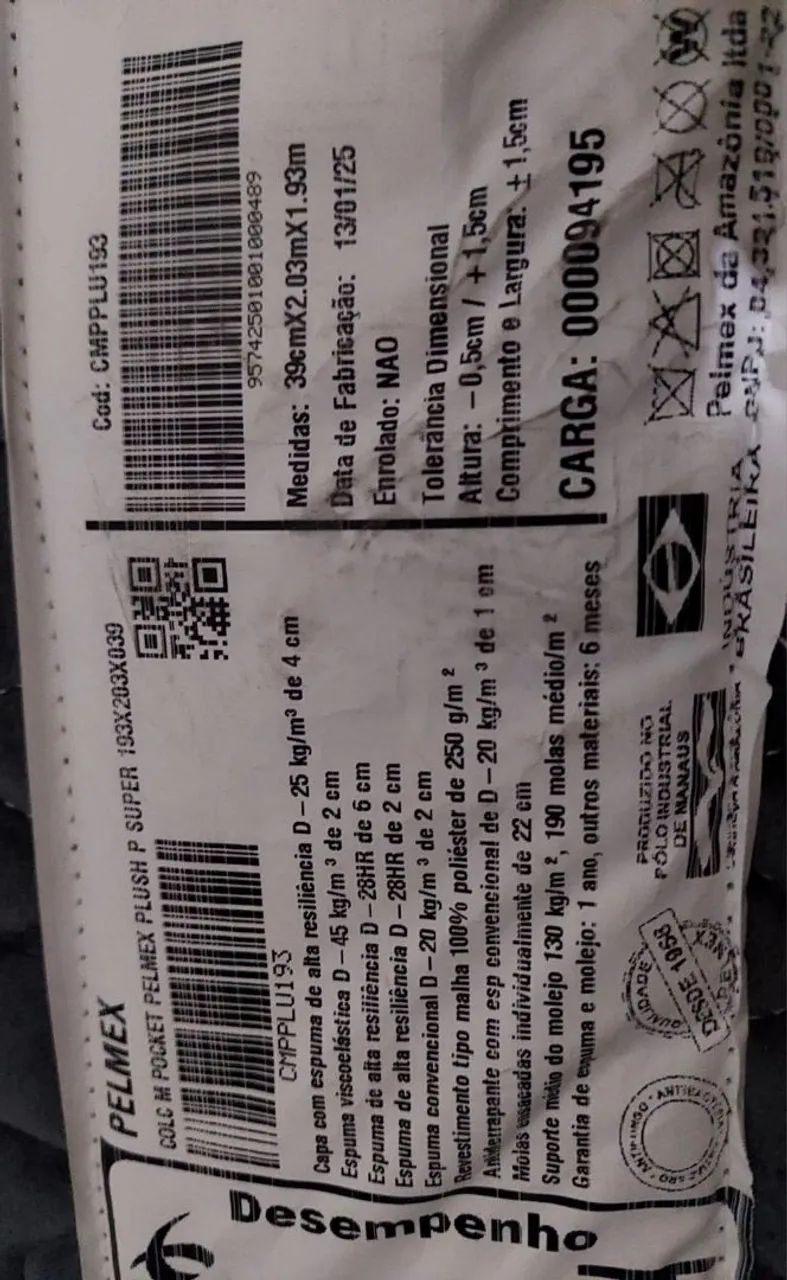 PELMEX
COLC M POCKET PELMEX PLUSH P SUPER 193X203X039
CMPPLU193
Capa com espuma de alta resiliência D-25 kg/m³ de 4 cm
Espuma viscoelástica D-45 kg/m³ de 2 cm
Espuma de alta resiliência D-28HR de 6 cm
Espuma de alta resiliência D-28HR de 2 cm
Espuma convencional D-20 kg/m³ de 2 cm
Revestimento tipo malha 100% poliéster de 250 g/m²
Antiderrapante com esp convencional de D-20 kg/m³ de 1 cm
Molas ensacadas individualmente de 22 cm
Suporte médio do molejo 130 kg/m², 190 molas médio/m²
Garantia de espuma e molejo: 1 ano, outros materiais: 6 meses
Cod: CMPPLU193
95742501001000489
Medidas: 39cmX2.03mX1.93m
Data de Fabricação: 13/01/25
Enrolado: NAO
Tolerância Dimensional
Altura: -0,5cm / +1,5cm
Comprimento e Largura: ±1,5cm
CARGA: 0000094195
Desempenho
QUALIDADE
DESDE 1958
PRODUZIDO NO
PÓLO INDUSTRIAL
DE MANAUS
INDÚSTRIA
BRASILEIRA
W
Pelmex da Amazônia ltda
CNPJ: